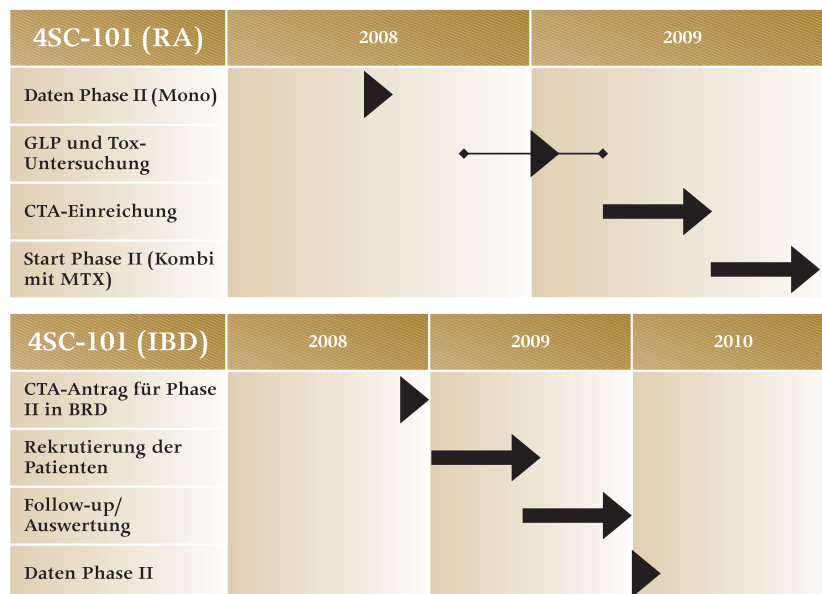 4SC-101 (RA)
2008
2009
Daten Phase II (Mono)
GLP und Tox-
Untersuchung
CTA-Einreichung
Start Phase II (Kombi
mit MTX)
4SC-101 (IBD)
2008
2009
2010
CTA-Antrag für Phase
II in BRD
Rekrutierung der
Patienten
Follow-up/
Auswertung
Daten Phase II